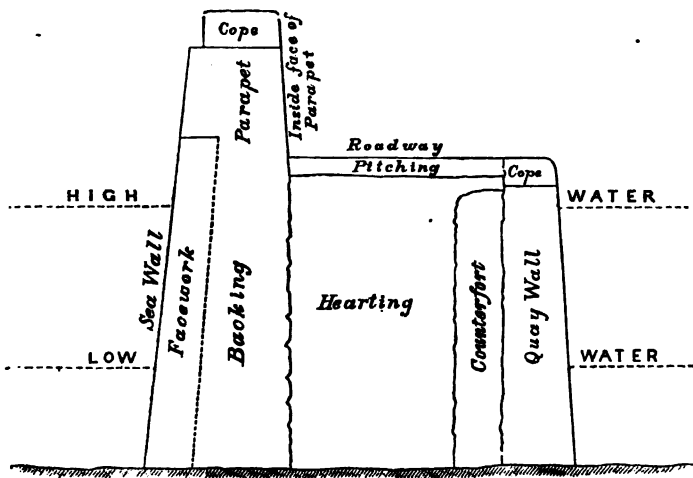 Cope
Inside face of
Parapet
Parapet
Roadway
Pitching
Cope
HIGH
WATER
Sea Wall
Facework
Backing
Hearting
Counterfort
Quay Wall
LOW
WATER